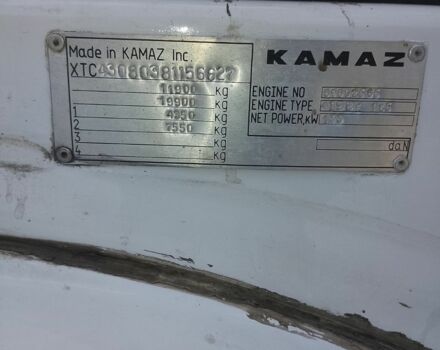 Made in KAMAZ Inc.
KAMAZ
XTC43080381156627
11900 kg
19900 kg
1 4350 kg
2 7550 kg
3 kg
4 kg
ENGINE NO
ENGINE TYPE
NET POWER,kW
daN